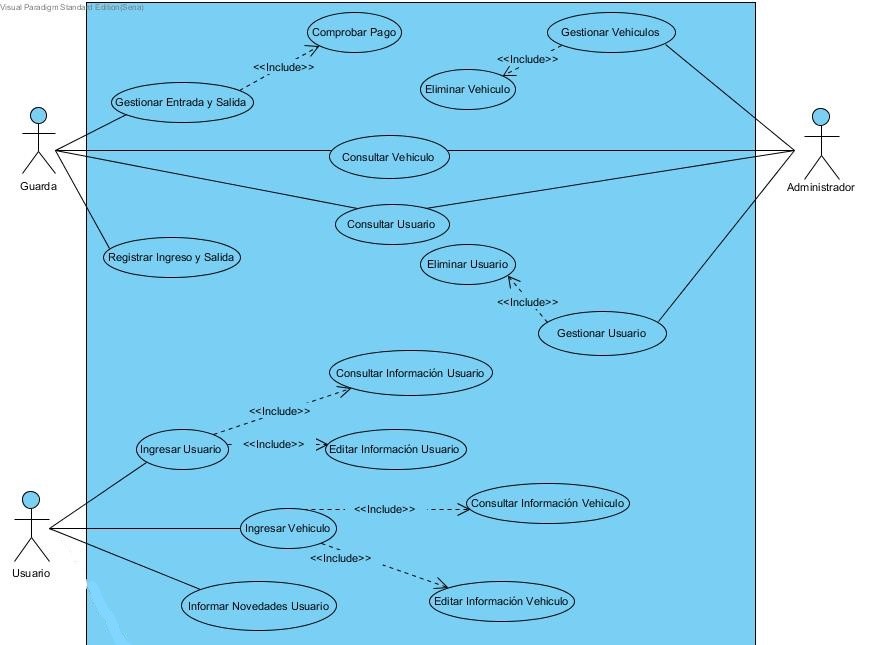 Visual Paradigm Standard Edition(Sena)
Comprobar Pago
Gestionar Vehiculos
<<Include>>
<<Include>>
Eliminar Vehiculo
Gestionar Entrada y Salida
Consultar Vehiculo
Guarda
Administrador
Consultar Usuario
Registrar Ingreso y Salida
Eliminar Usuario
<<Include>>
Gestionar Usuario
Consultar Información Usuario
<<Include>>
Ingresar Usuario
<<Include>>
Editar Información Usuario
Consultar Información Vehiculo
<<Include>>
Ingresar Vehiculo
<<Include>>
Usuario
Informar Novedades Usuario
Editar Información Vehiculo